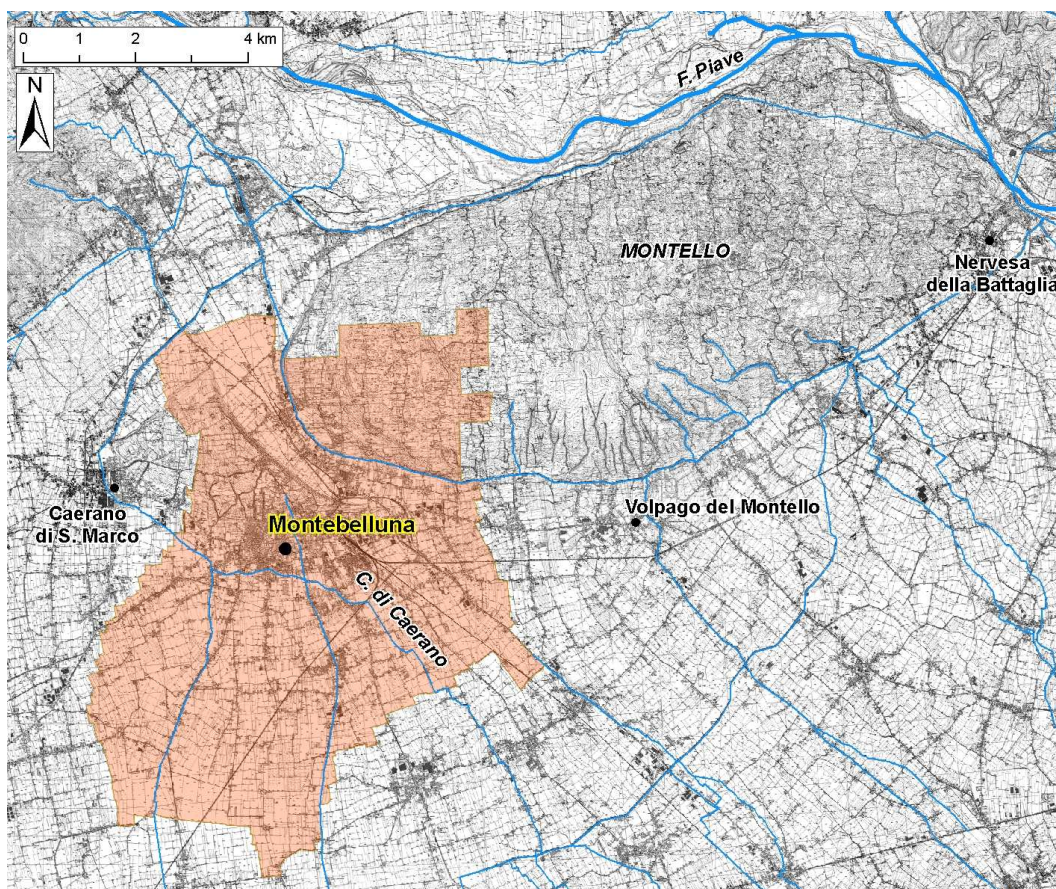 0 1 2 4 km
N
F. Piave
MONTELLO
Nervesa
della Battaglia
Caerano
di S. Marco
Montebelluna
Volpago del Montello
C. di Caerano